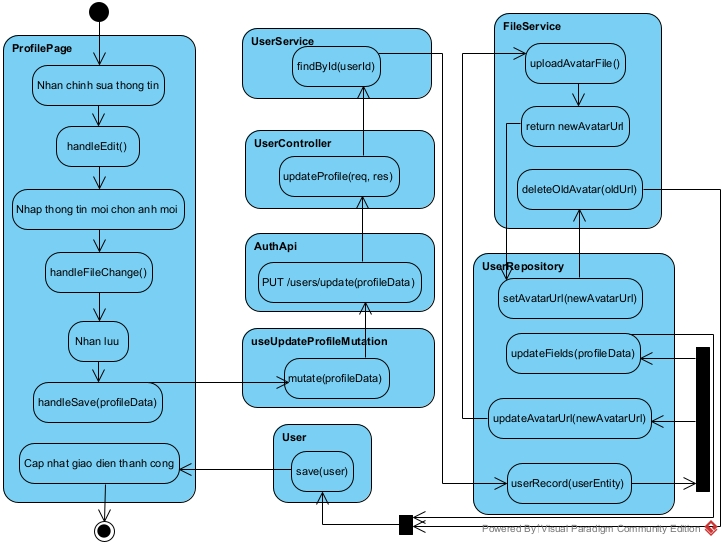 ProfilePage
Nhan chinh sua thong tin
handleEdit()
Nhap thong tin moi chon anh moi
handleFileChange()
Nhan luu
handleSave(profileData)
Cap nhat giao dien thanh cong
UserService
findById(userId)
UserController
updateProfile(req, res)
AuthApi
PUT /users/update(profileData)
useUpdateProfileMutation
mutate(profileData)
User
save(user)
FileService
uploadAvatarFile()
return newAvatarUrl
deleteOldAvatar(oldUrl)
UserRepository
setAvatarUrl(newAvatarUrl)
updateFields(profileData)
updateAvatarUrl(newAvatarUrl)
userRecord(userEntity)
Powered By Visual Paradigm Community Edition